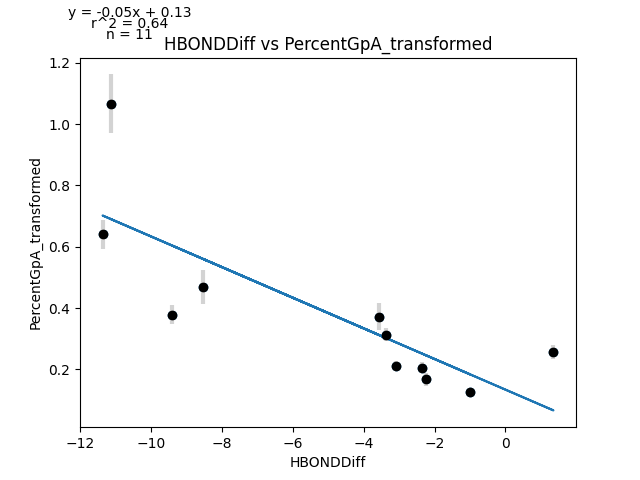 y = -0.05x + 0.13
r^2 = 0.64
n = 11
HBONDDiff vs PercentGpA_transformed
1.2
1.0
0.8
0.6
0.4
0.2
PercentGpA_transformed
−12 −10 −8 −6 −4 −2 0
HBONDDiff